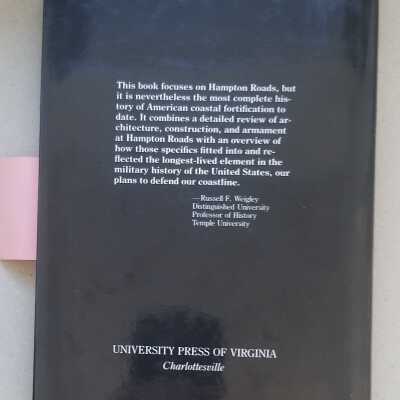 This book focuses on Hampton Roads, but
it is nevertheless the most complete his-
tory of American coastal fortification to
date. It combines a detailed review of ar-
chitecture, construction, and armament
at Hampton Roads with an overview of
how those specifics fitted into and re-
flected the longest-lived element in the
military history of the United States, our
plans to defend our coastline.
—Russell F. Weigley
Distinguished University
Professor of History
Temple University
UNIVERSITY PRESS OF VIRGINIA
Charlottesville